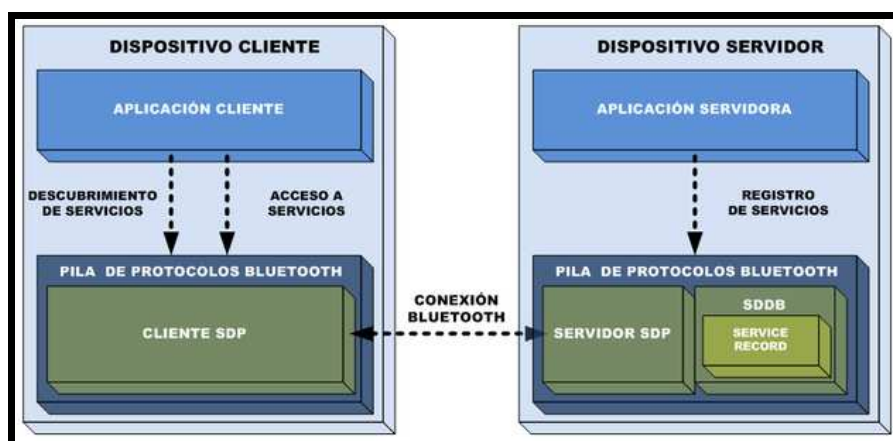 DISPOSITIVO CLIENTE
APLICACIÓN CLIENTE
DESCUBRIMIENTO
DE SERVICIOS
ACCESO A
SERVICIOS
PILA DE PROTOCOLOS BLUETOOTH
CLIENTE SDP
CONEXIÓN
BLUETOOTH
DISPOSITIVO SERVIDOR
APLICACIÓN SERVIDORA
REGISTRO
DE SERVICIOS
PILA DE PROTOCOLOS BLUETOOTH
SERVIDOR SDP
SDDB
SERVICE
RECORD